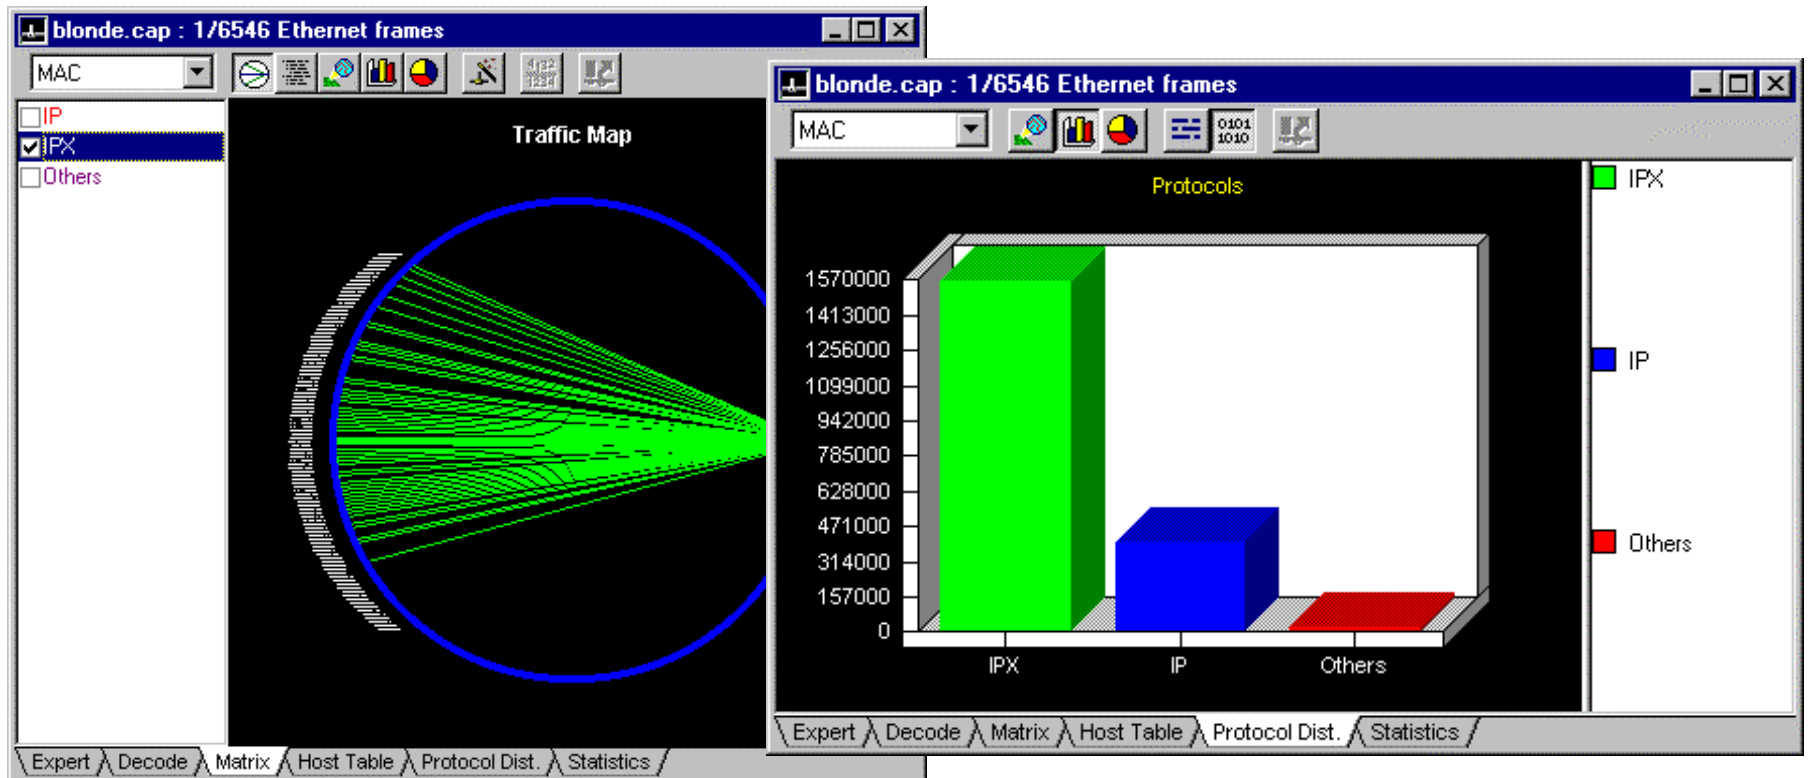 blonde.cap : 1/6546 Ethernet frames
MAC
IP
IPX
Others
Traffic Map
Expert Decode Matrix Host Table Protocol Dist. Statistics
blonde.cap : 1/6546 Ethernet frames
MAC
0101
1010
Protocols
1570000
1413000
1256000
1099000
942000
785000
628000
471000
314000
157000
0
IPX IP Others
IPX
IP
Others
Expert Decode Matrix Host Table Protocol Dist. Statistics